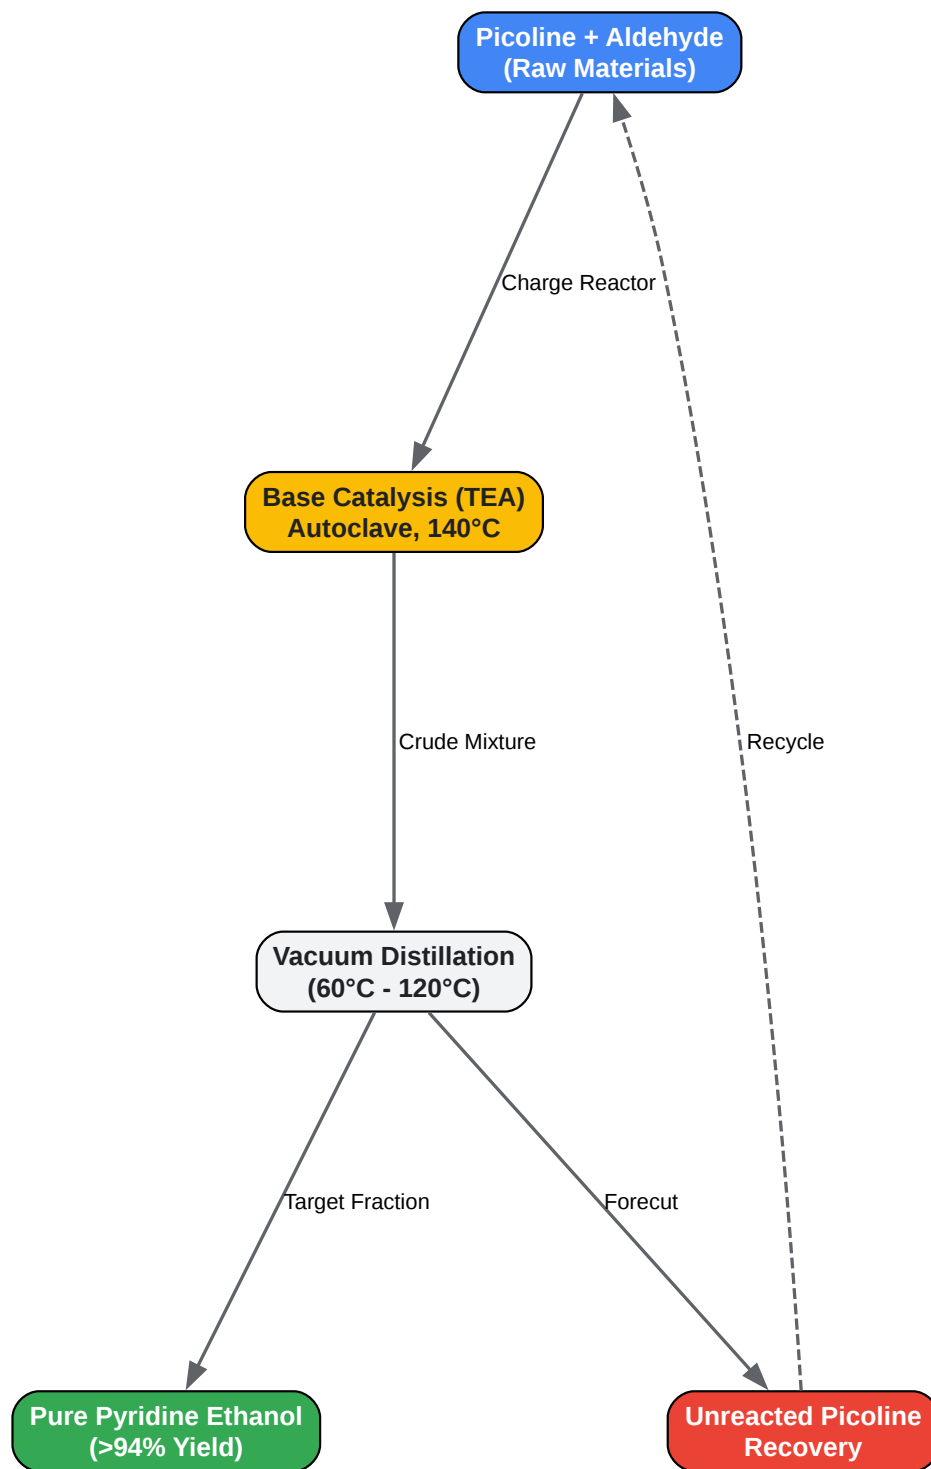 Picoline + Aldehyde
(Raw Materials)
Charge Reactor
Base Catalysis (TEA)
Autoclave, 140°C
Crude Mixture
Recycle
Vacuum Distillation
(60°C - 120°C)
Target Fraction
Forecut
Pure Pyridine Ethanol
(>94% Yield)
Unreacted Picoline
Recovery